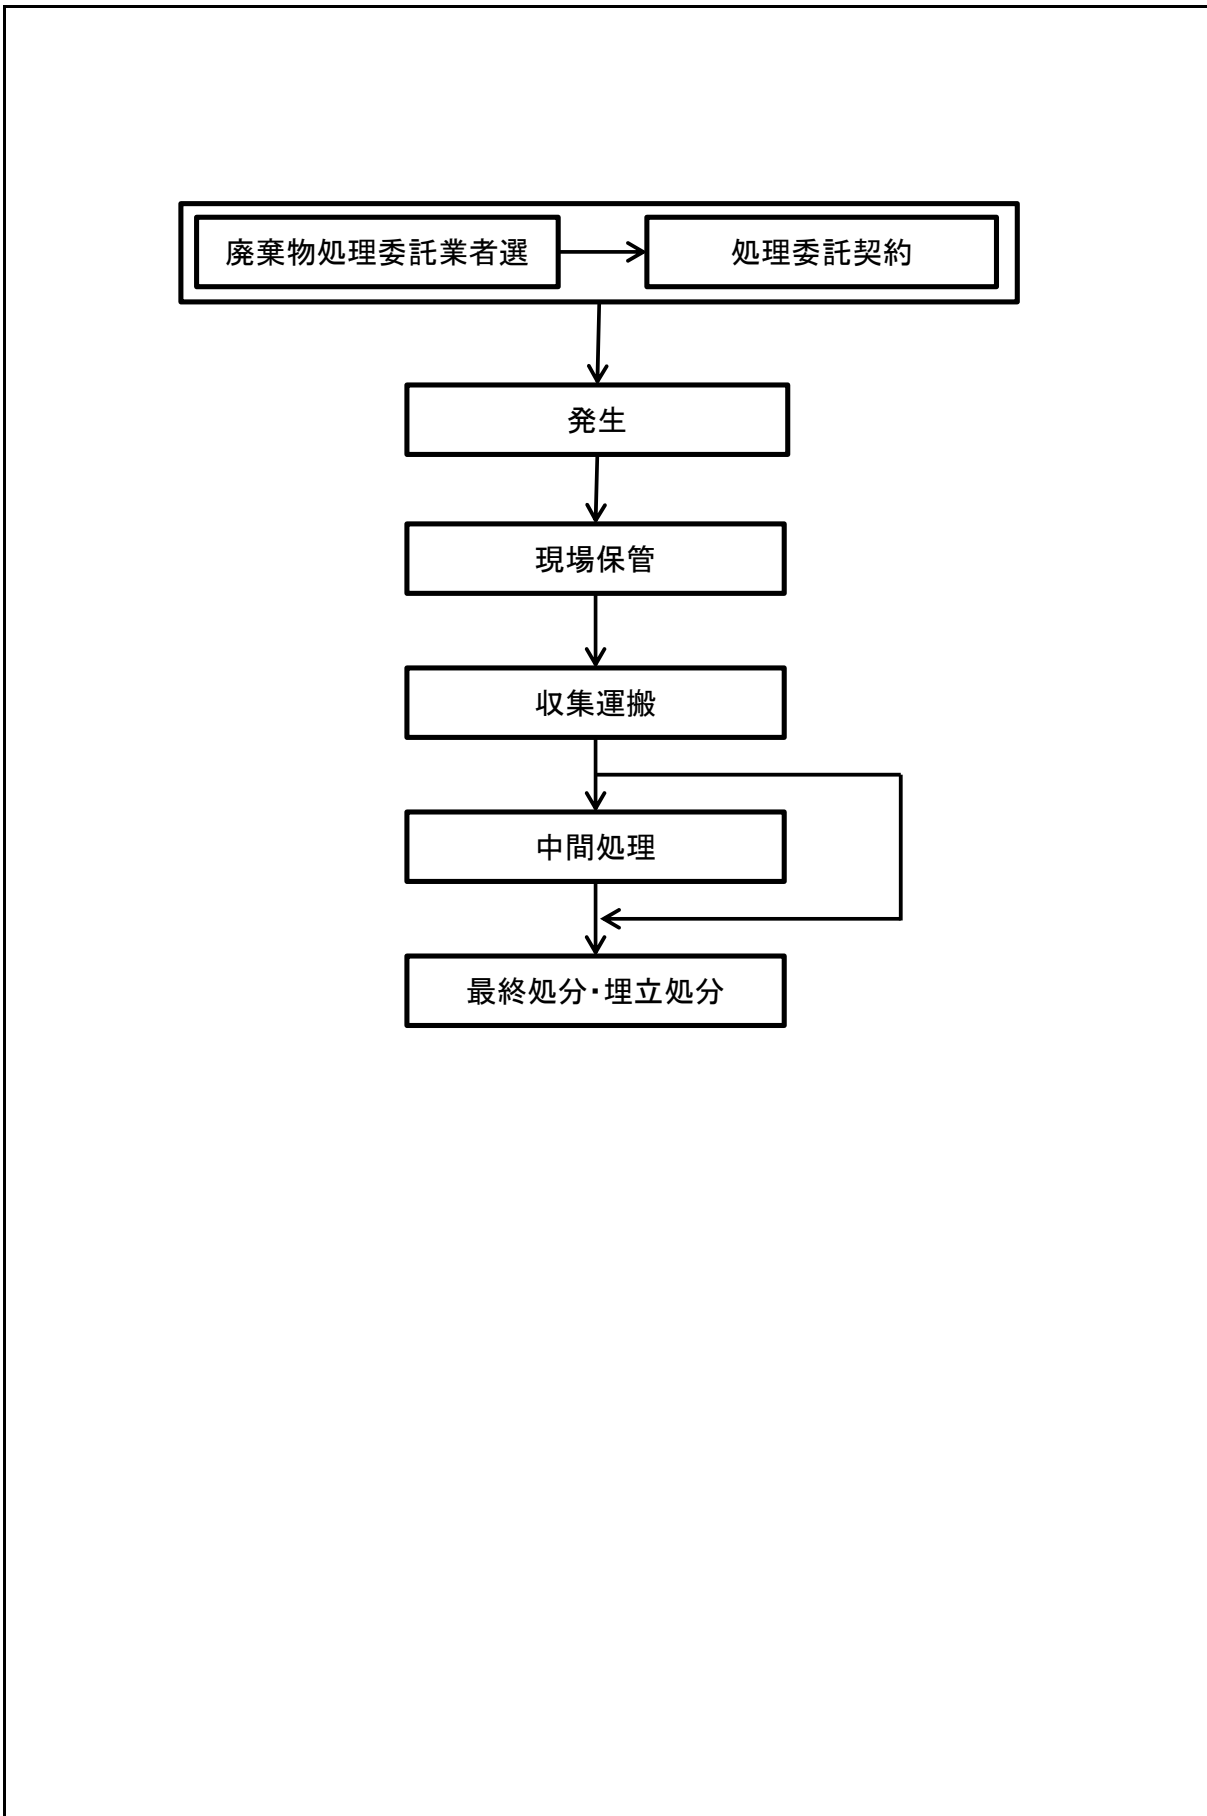 廃棄物処理委託業者選
処理委託契約
発生
現場保管
収集運搬
中間処理
最終処分・埋立処分